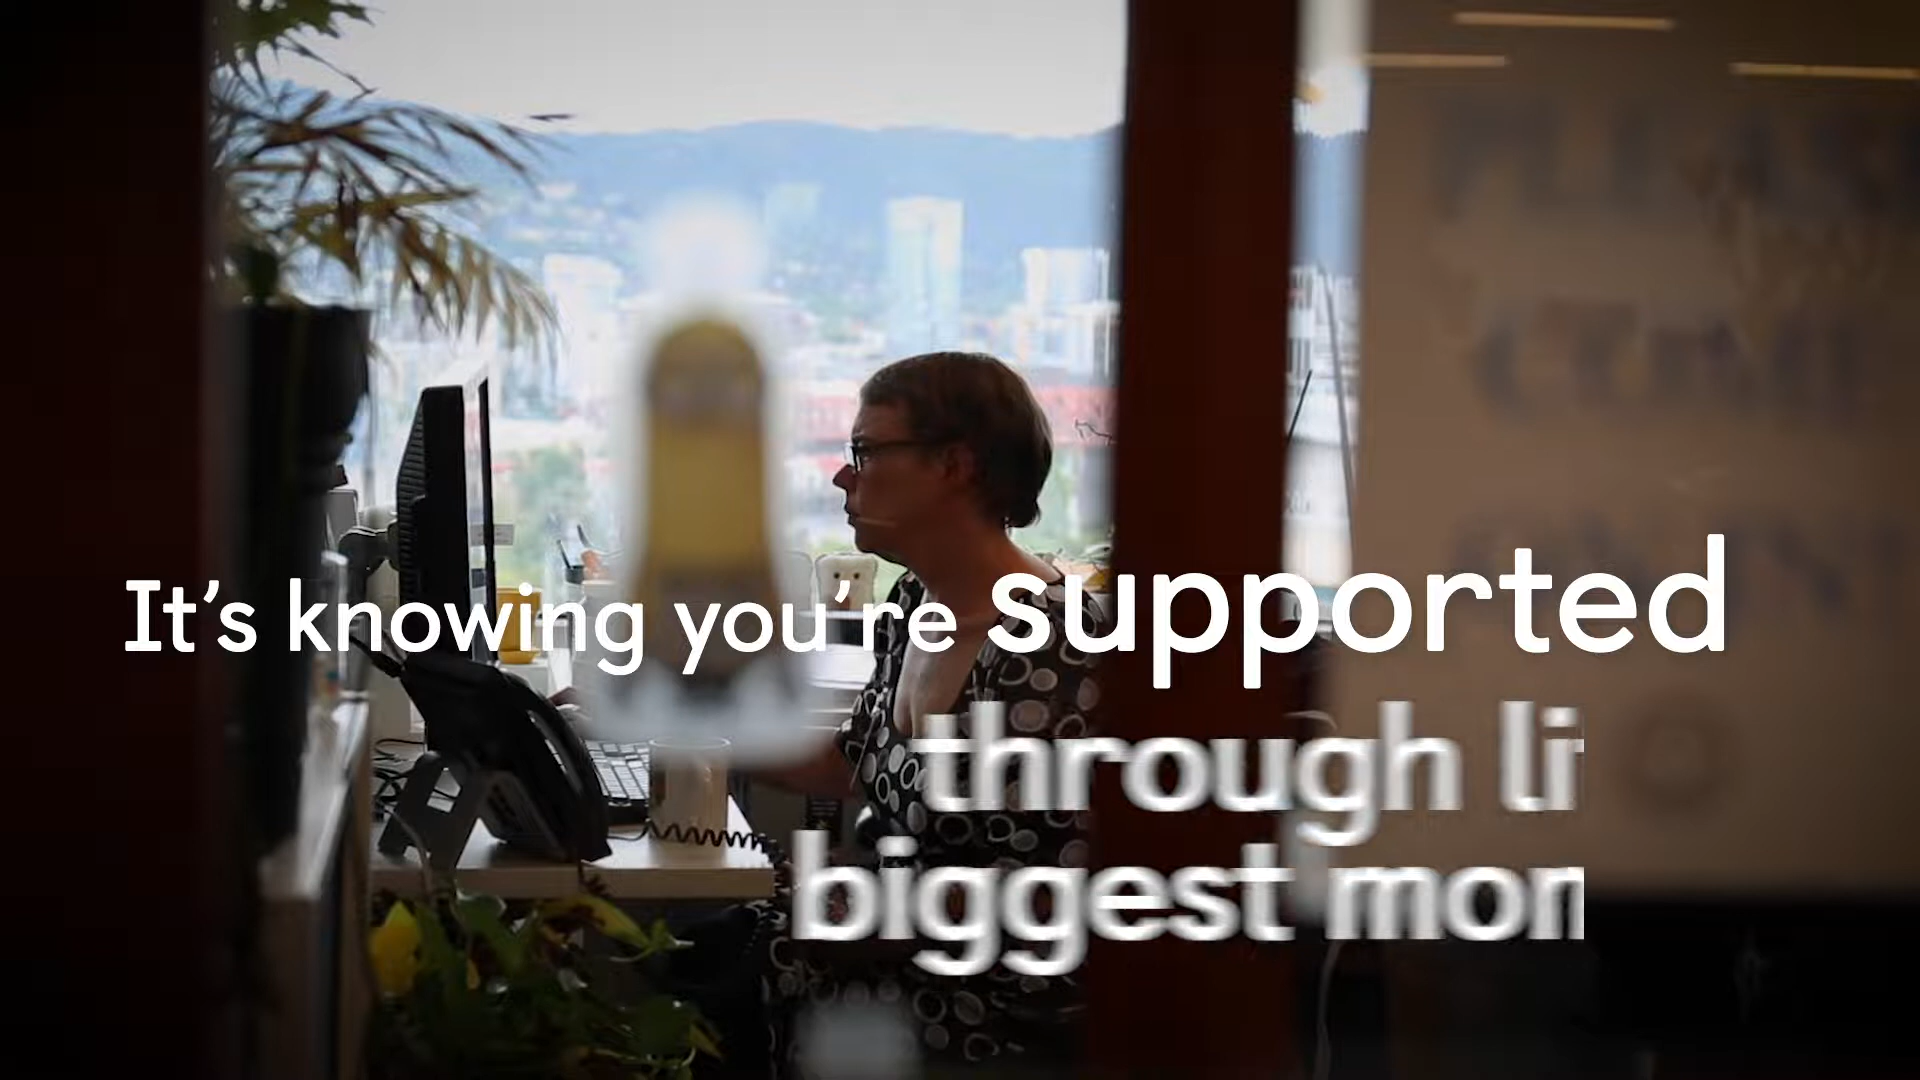 It’s knowing you’re supported
through li
biggest mon